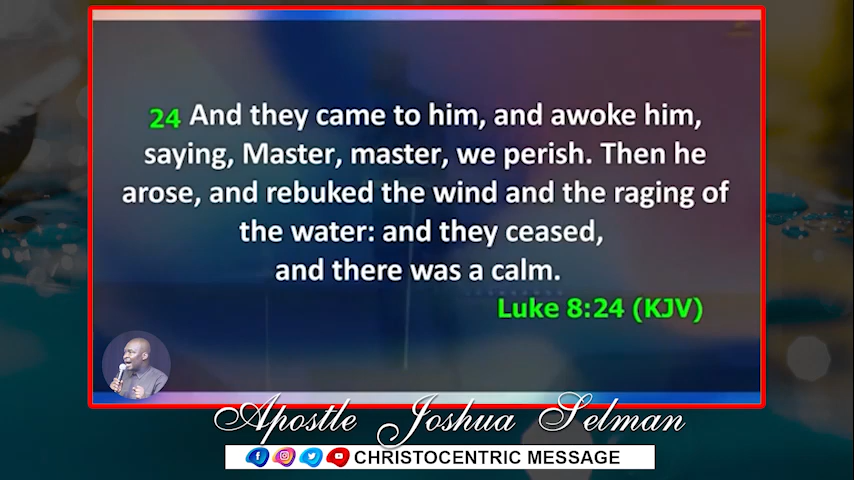 24 And they came to him, and awoke him,
saying, Master, master, we perish. Then he
arose, and rebuked the wind and the raging of
the water: and they ceased,
and there was a calm.
Luke 8:24 (KJV)
Apostle Joshua Selman
CHRISTOCENTRIC MESSAGE